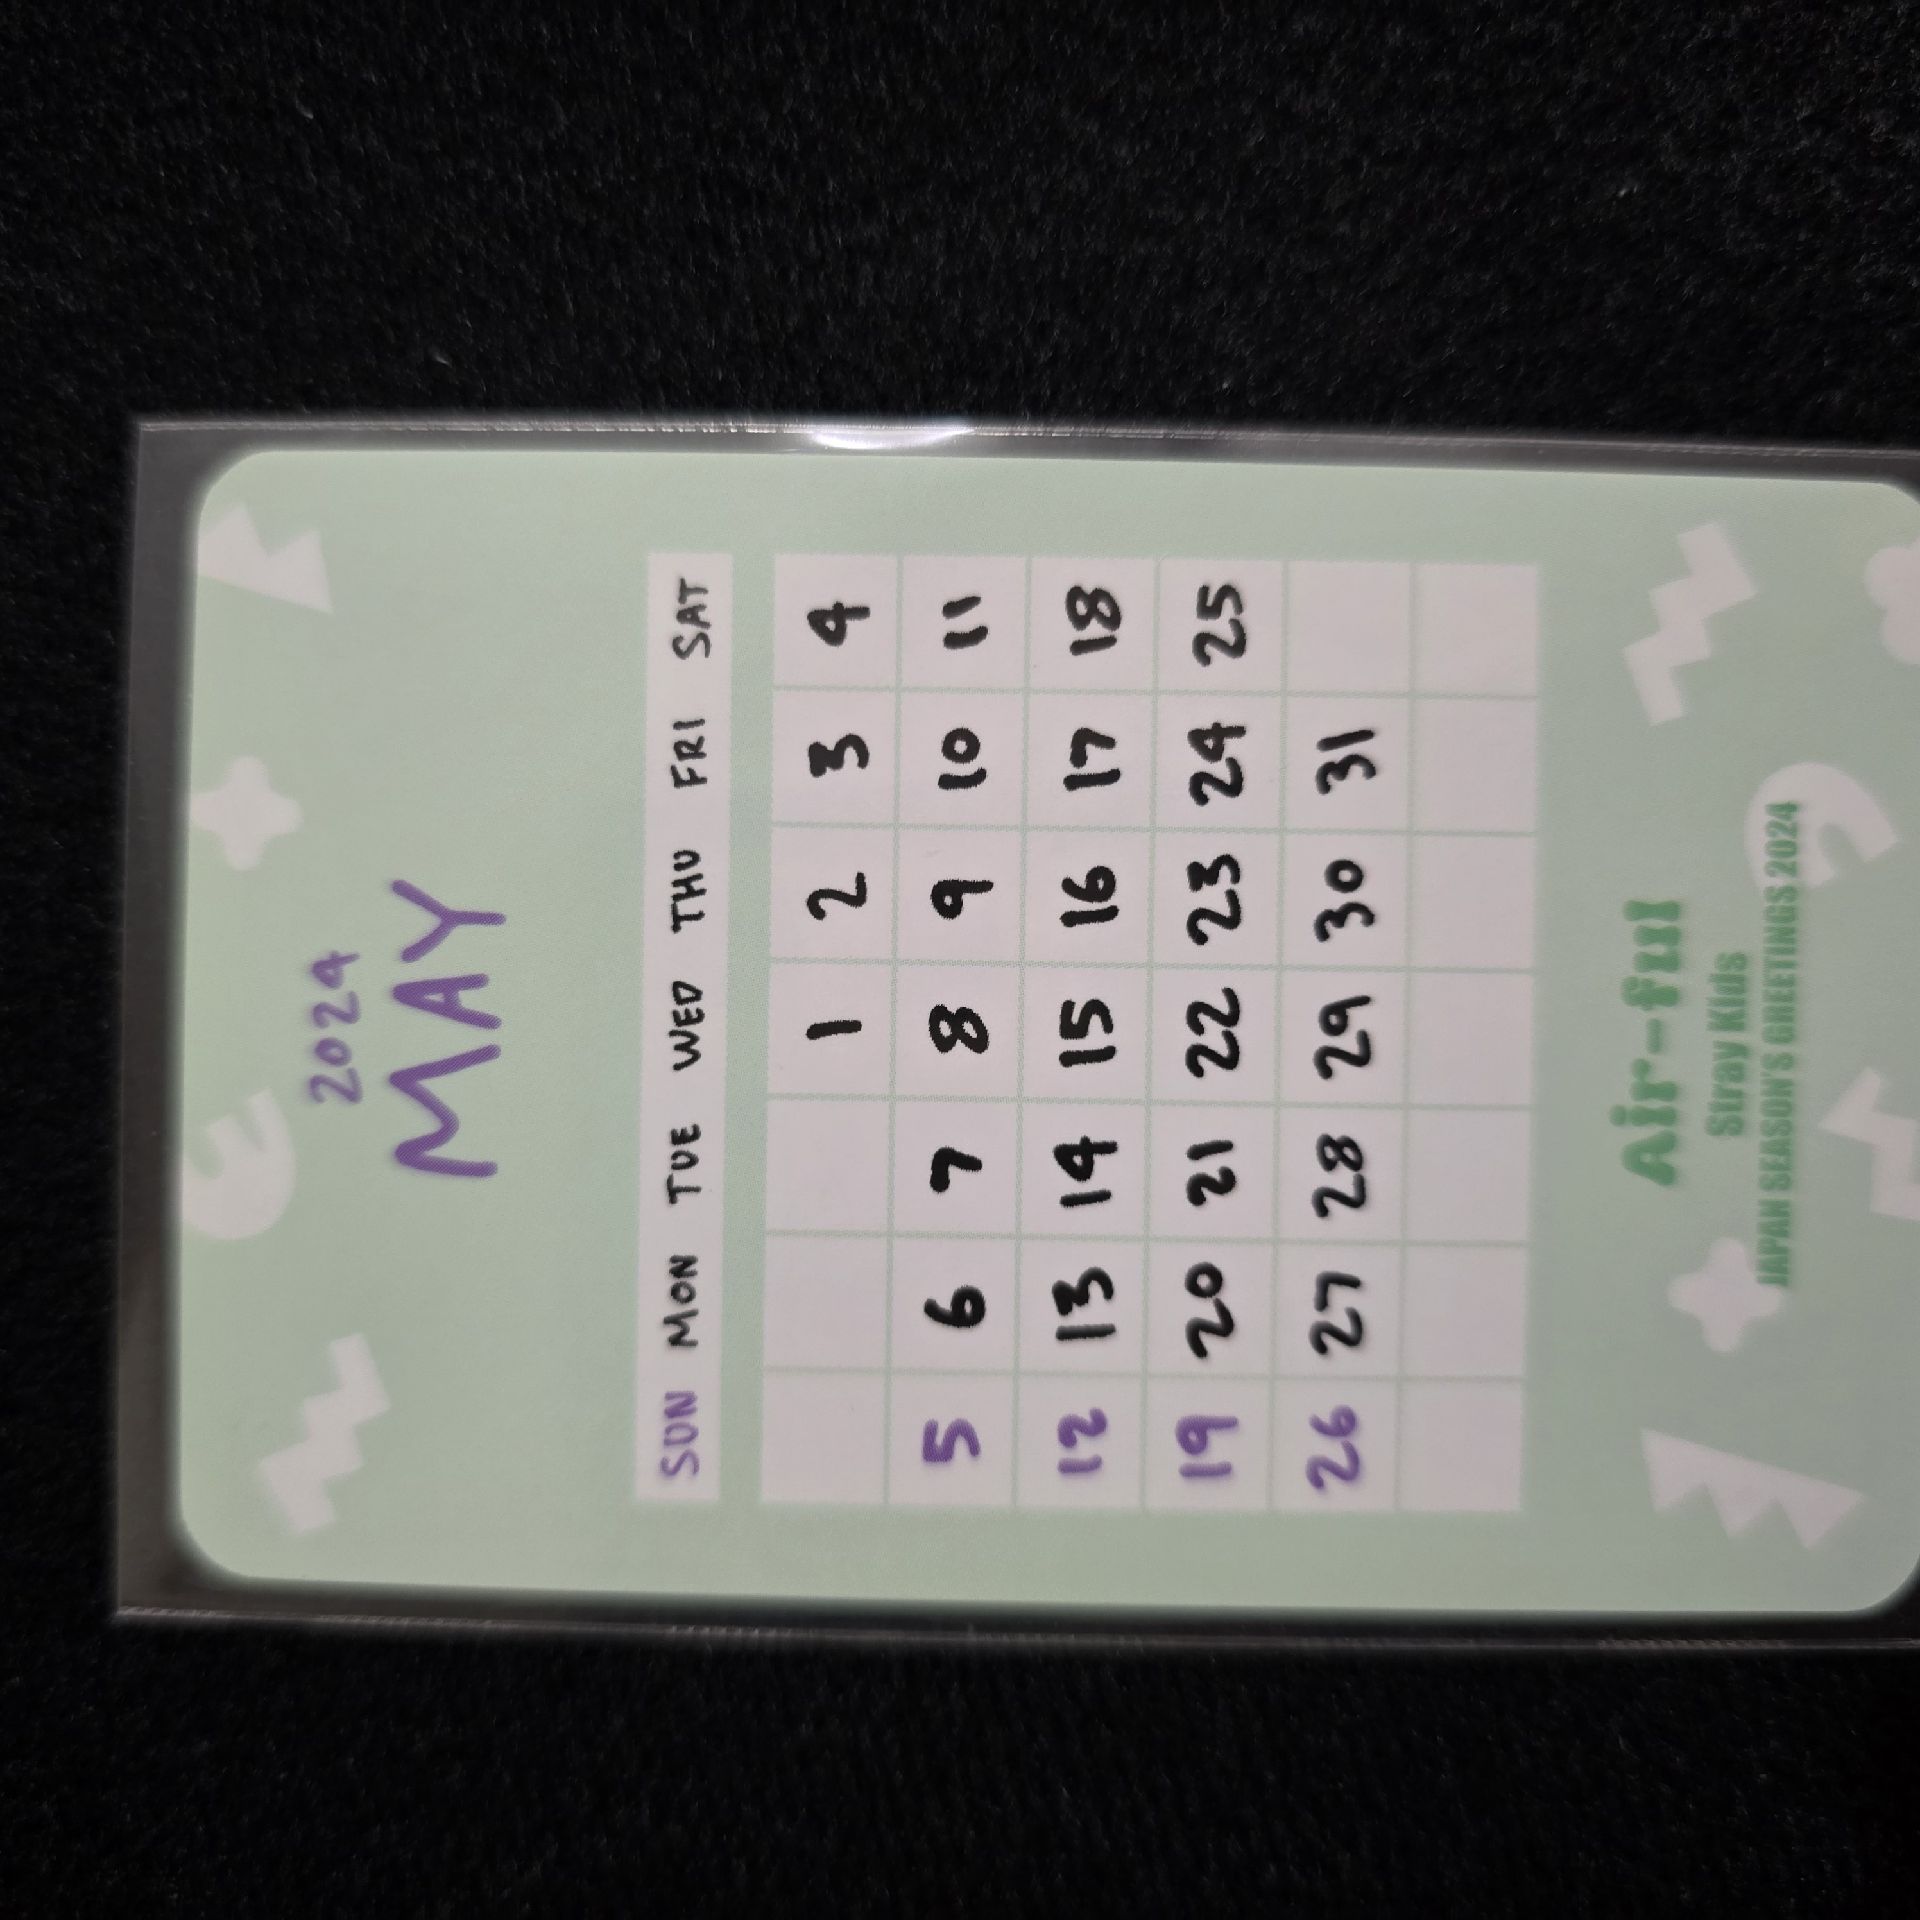 2024
MAY
SUN MON TUE WED THU FRI SAT
1 2 3 4
5 6 7 8 9 10 11
12 13 14 15 16 17 18
19 20 21 22 23 24 25
26 27 28 29 30 31
Air-ful
Stray Kids
JAPAN SEASON'S GREETINGS 2024